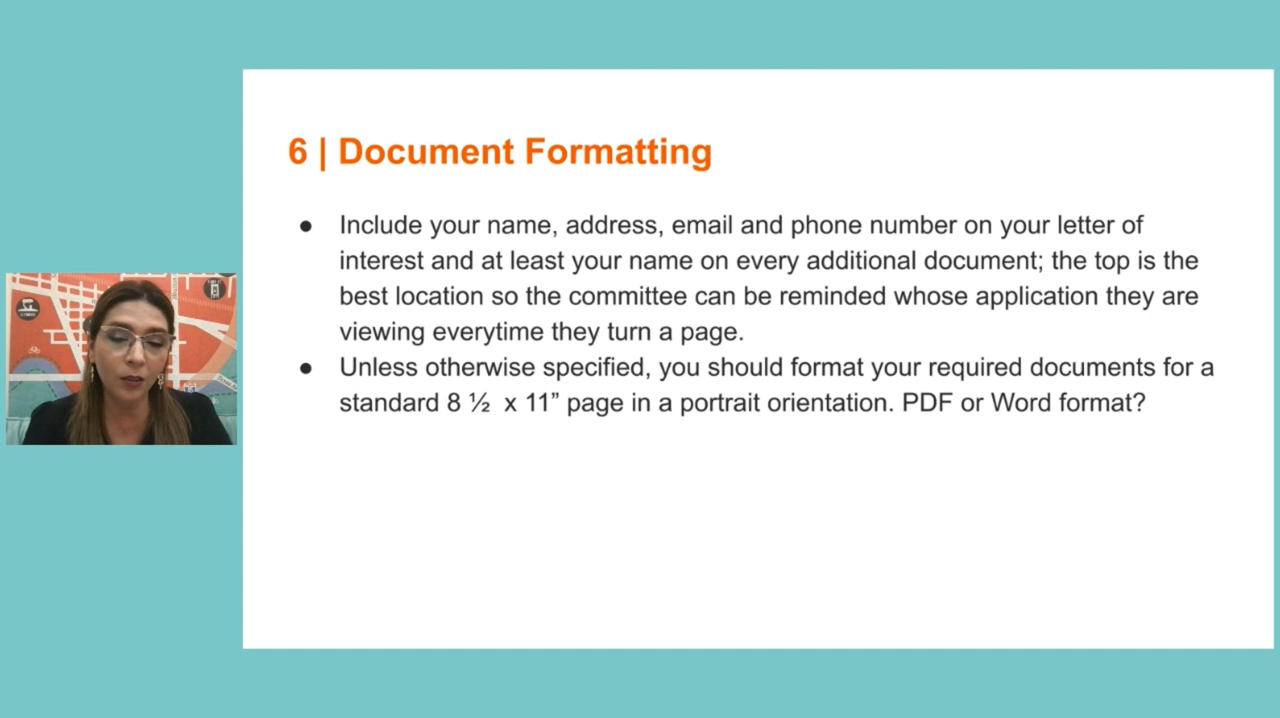 6 | Document Formatting
● Include your name, address, email and phone number on your letter of
interest and at least your name on every additional document; the top is the
best location so the committee can be reminded whose application they are
viewing everytime they turn a page.
● Unless otherwise specified, you should format your required documents for a
standard 8 ½ x 11” page in a portrait orientation. PDF or Word format?